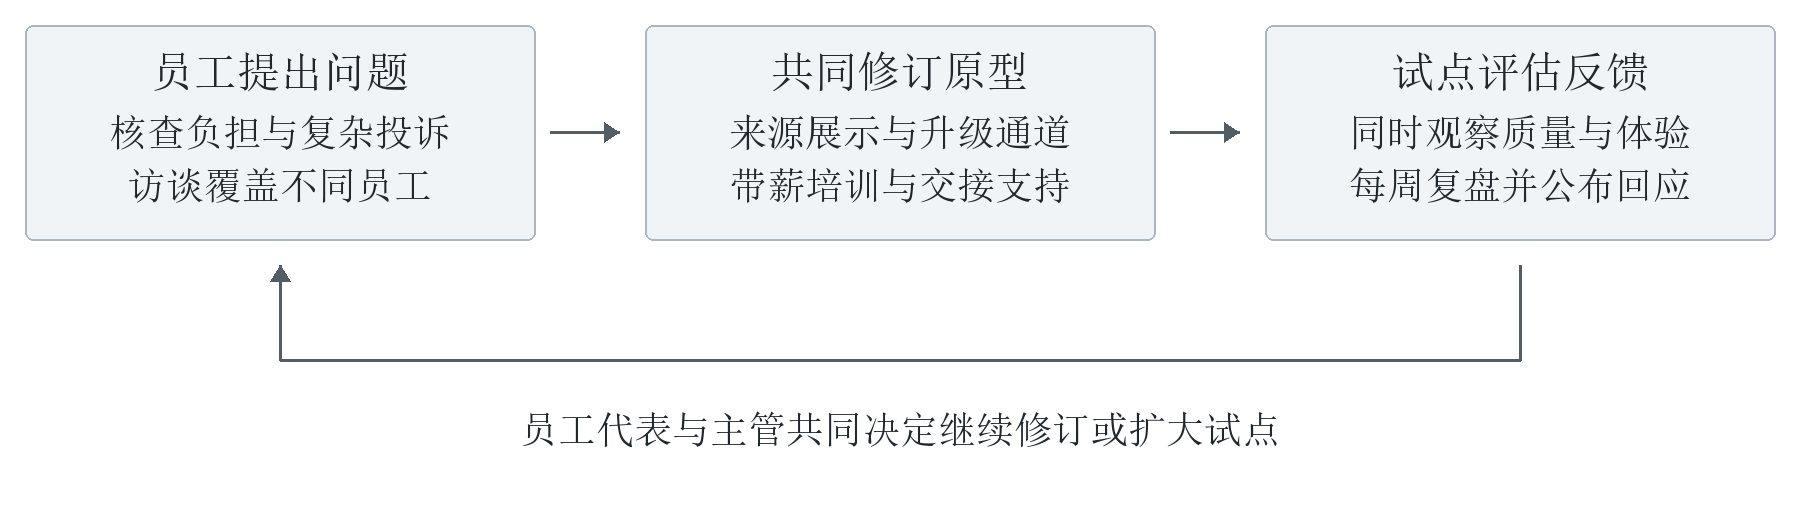 员工提出问题
核查负担与复杂投诉
访谈覆盖不同员工
共同修订原型
来源展示与升级通道
带薪培训与交接支持
试点评估反馈
同时观察质量与体验
每周复盘并公布回应
员工代表与主管共同决定继续修订或扩大试点